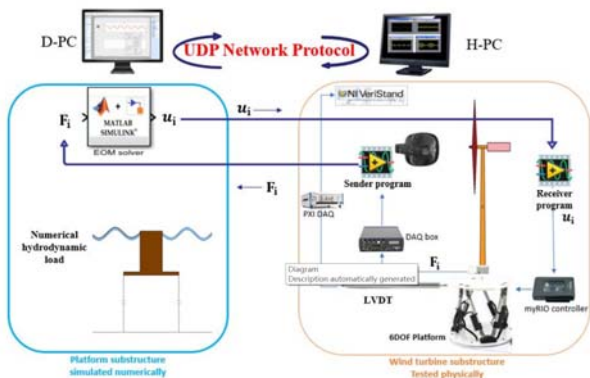 D-PC
UDP Network Protocol
H-PC
NI VeriStand
Fi
MATLAB
SIMULINK®
ui
EOM solver
ui
Fi
Sender program
PXI DAQ
Receiver
program
ui
Numerical
hydrodynamic
load
DAQ box
Diagram
Description automatically generated
Fi
LVDT
myRIO controller
6DOF Platform
Platform substructure
simulated numerically
Wind turbine substructure
Tested physically